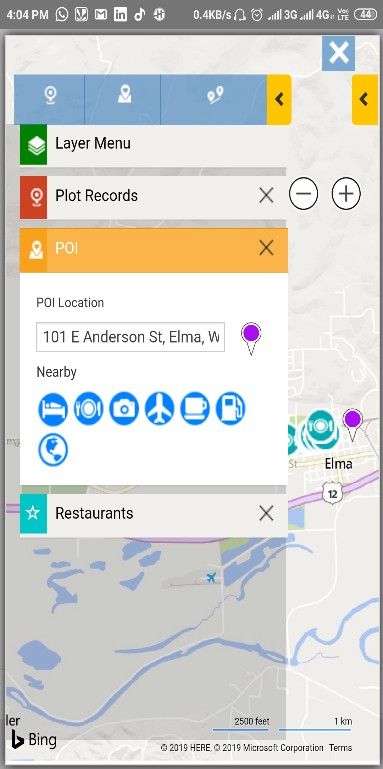 4:04 PM 0.4KB/s 3G 4G Vo) LTE 44
Layer Menu
Plot Records
POI
POI Location
101 E Anderson St, Elma, W
Nearby
St
Elma
12
Restaurants
ler
2500 feet 1 km
Bing
© 2019 HERE, © 2019 Microsoft Corporation Terms